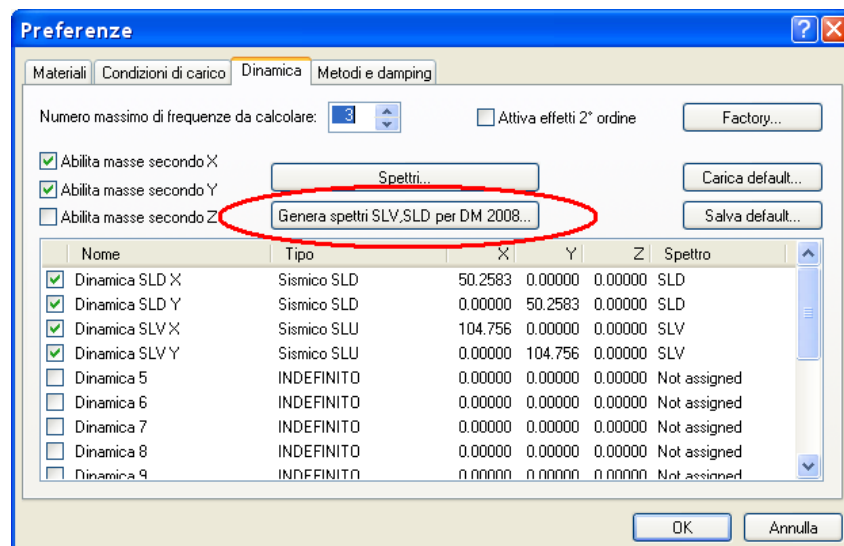 Preferenze
Materiali Condizioni di carico Dinamica Metodi e damping
Numero massimo di frequenze da calcolare: 3 Attiva effetti 2° ordine Factory...
Abilita masse secondo X
Spettri... Carica default...
Abilita masse secondo Y
Abilita masse secondo Z Genera spettri SLV,SLD per DM 2008... Salva default...
Nome Tipo X Y Z Spettro
Dinamica SLD X Sismico SLD 50.2583 0.00000 0.00000 SLD
Dinamica SLD Y Sismico SLD 0.00000 50.2583 0.00000 SLD
Dinamica SLV X Sismico SLU 104.756 0.00000 0.00000 SLV
Dinamica SLV Y Sismico SLU 0.00000 104.756 0.00000 SLV
Dinamica 5 INDEFINITO 0.00000 0.00000 0.00000 Not assigned
Dinamica 6 INDEFINITO 0.00000 0.00000 0.00000 Not assigned
Dinamica 7 INDEFINITO 0.00000 0.00000 0.00000 Not assigned
Dinamica 8 INDEFINITO 0.00000 0.00000 0.00000 Not assigned
Dinamica 9 INDEFINITO 0.00000 0.00000 0.00000 Not assigned
OK Annulla